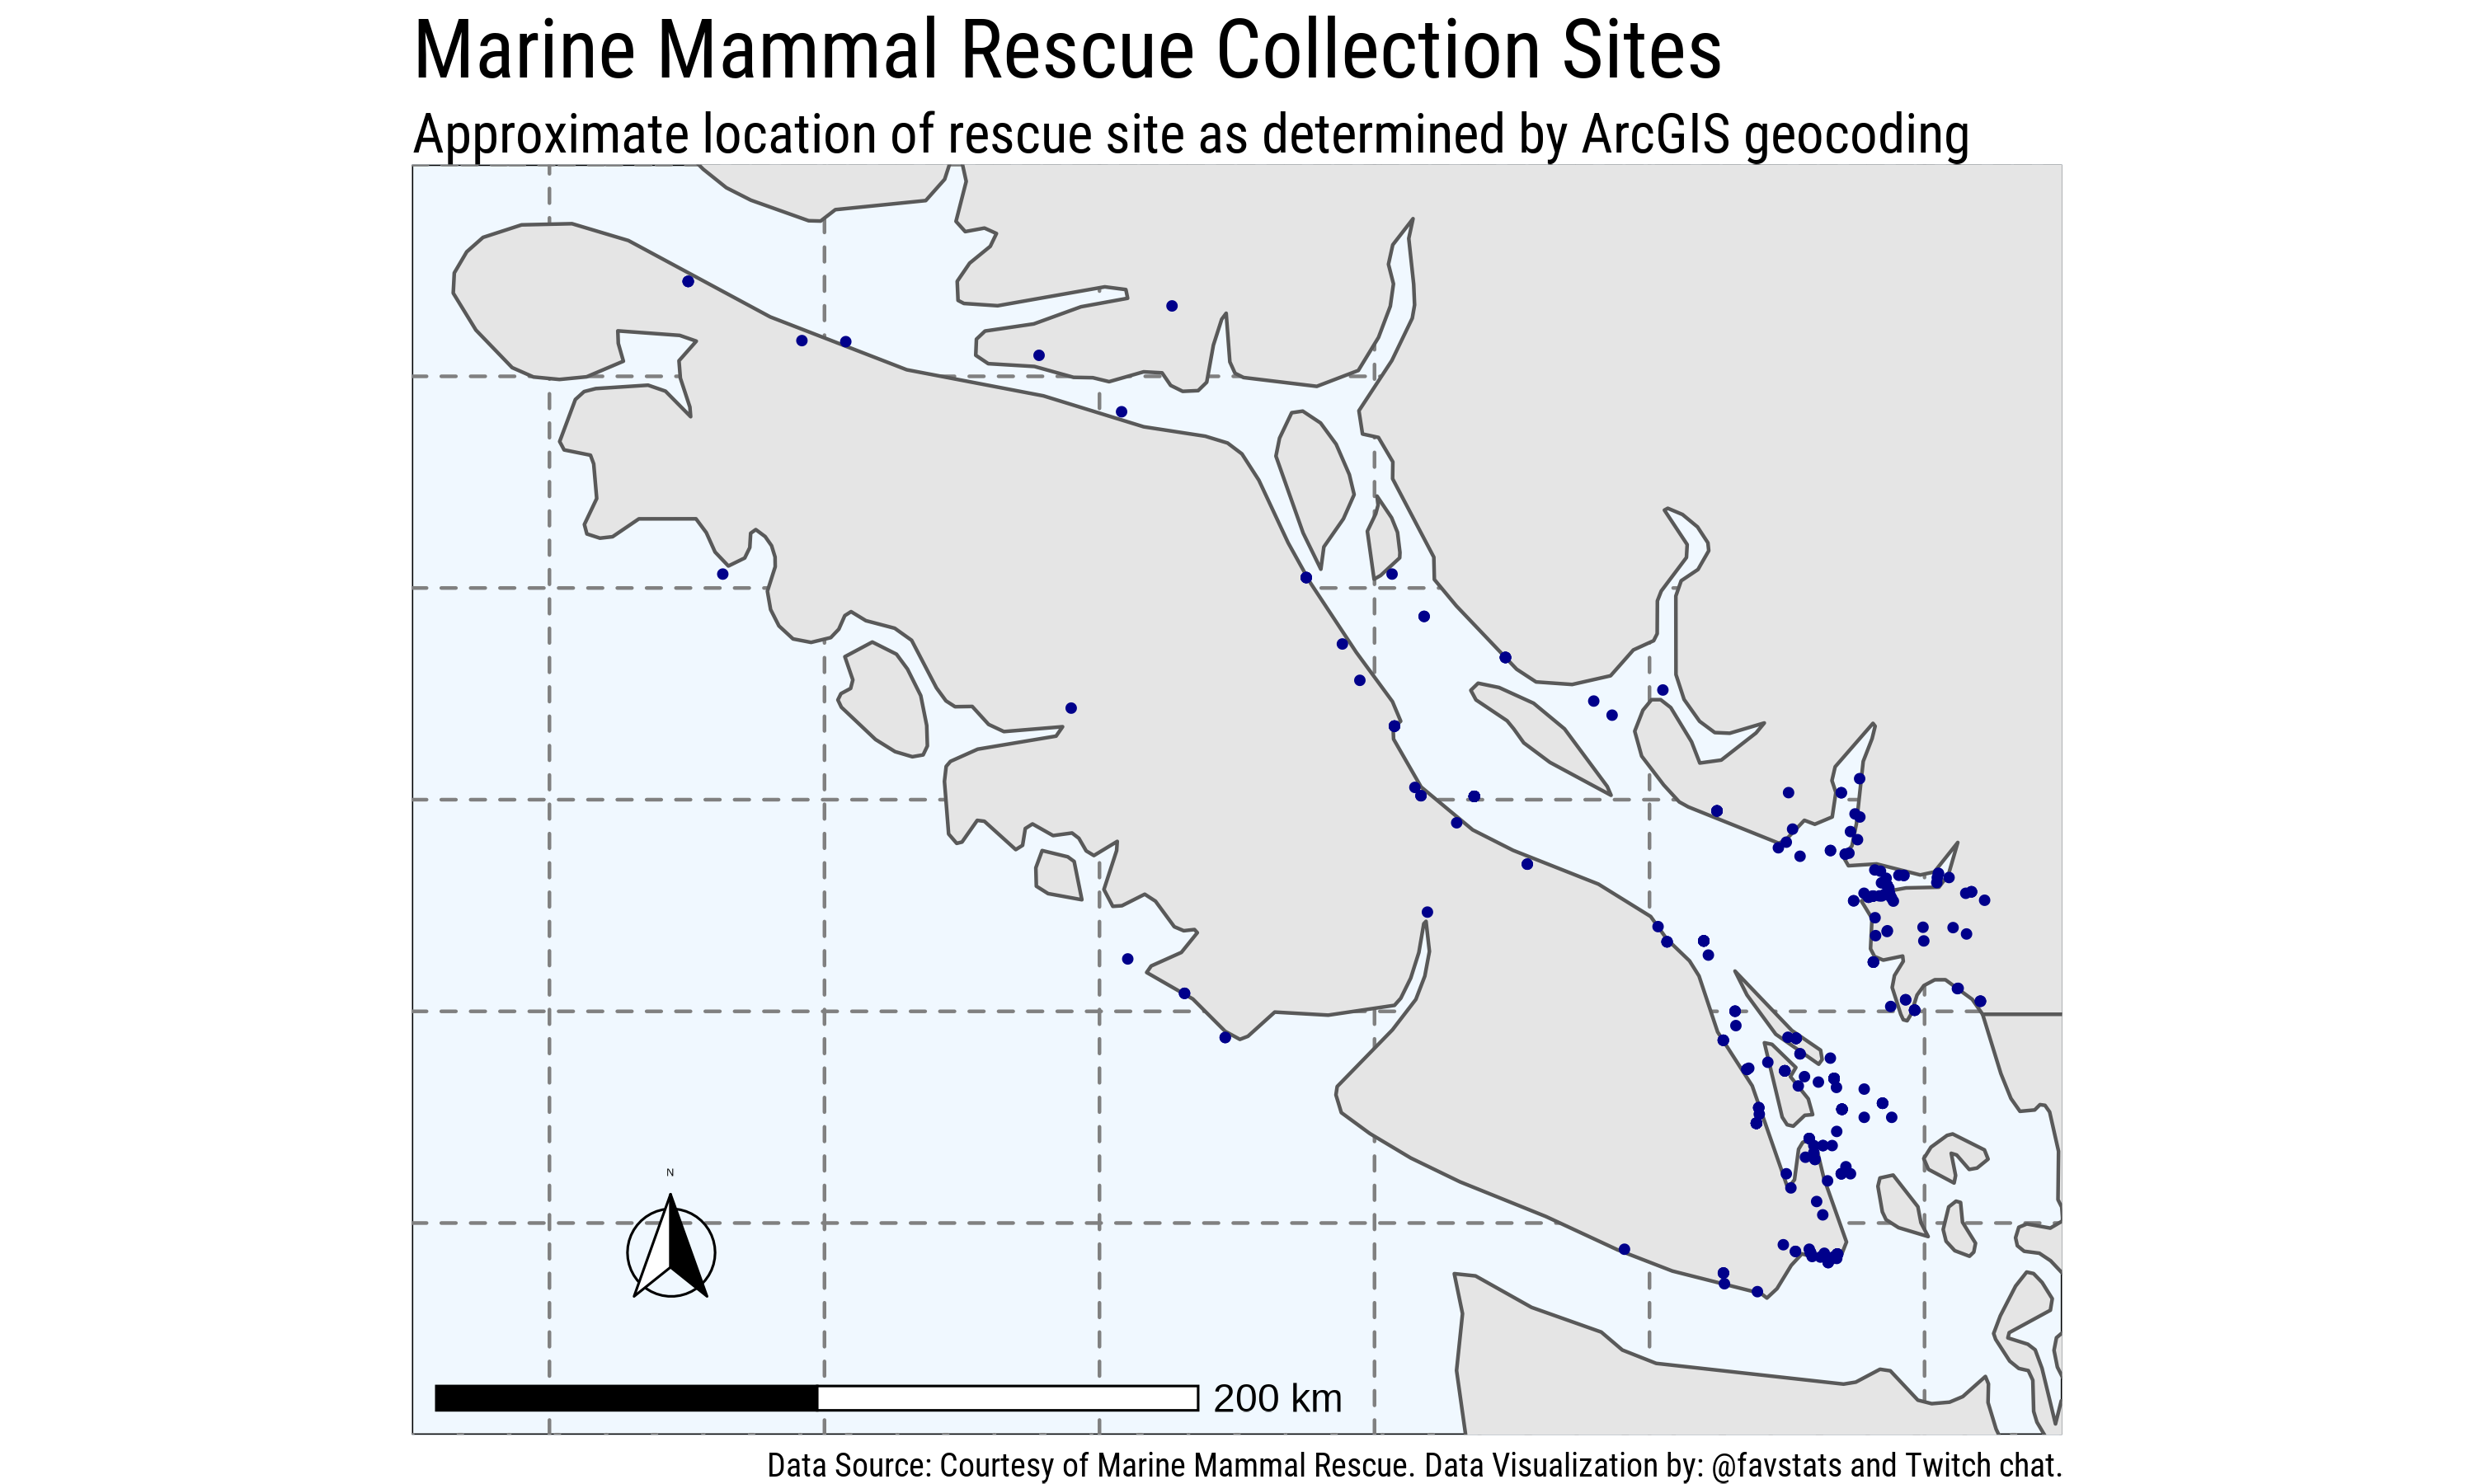 Marine Mammal Rescue Collection Sites
Approximate location of rescue site as determined by ArcGIS geocoding
N
200 km
Data Source: Courtesy of Marine Mammal Rescue. Data Visualization by: @favstats and Twitch chat.